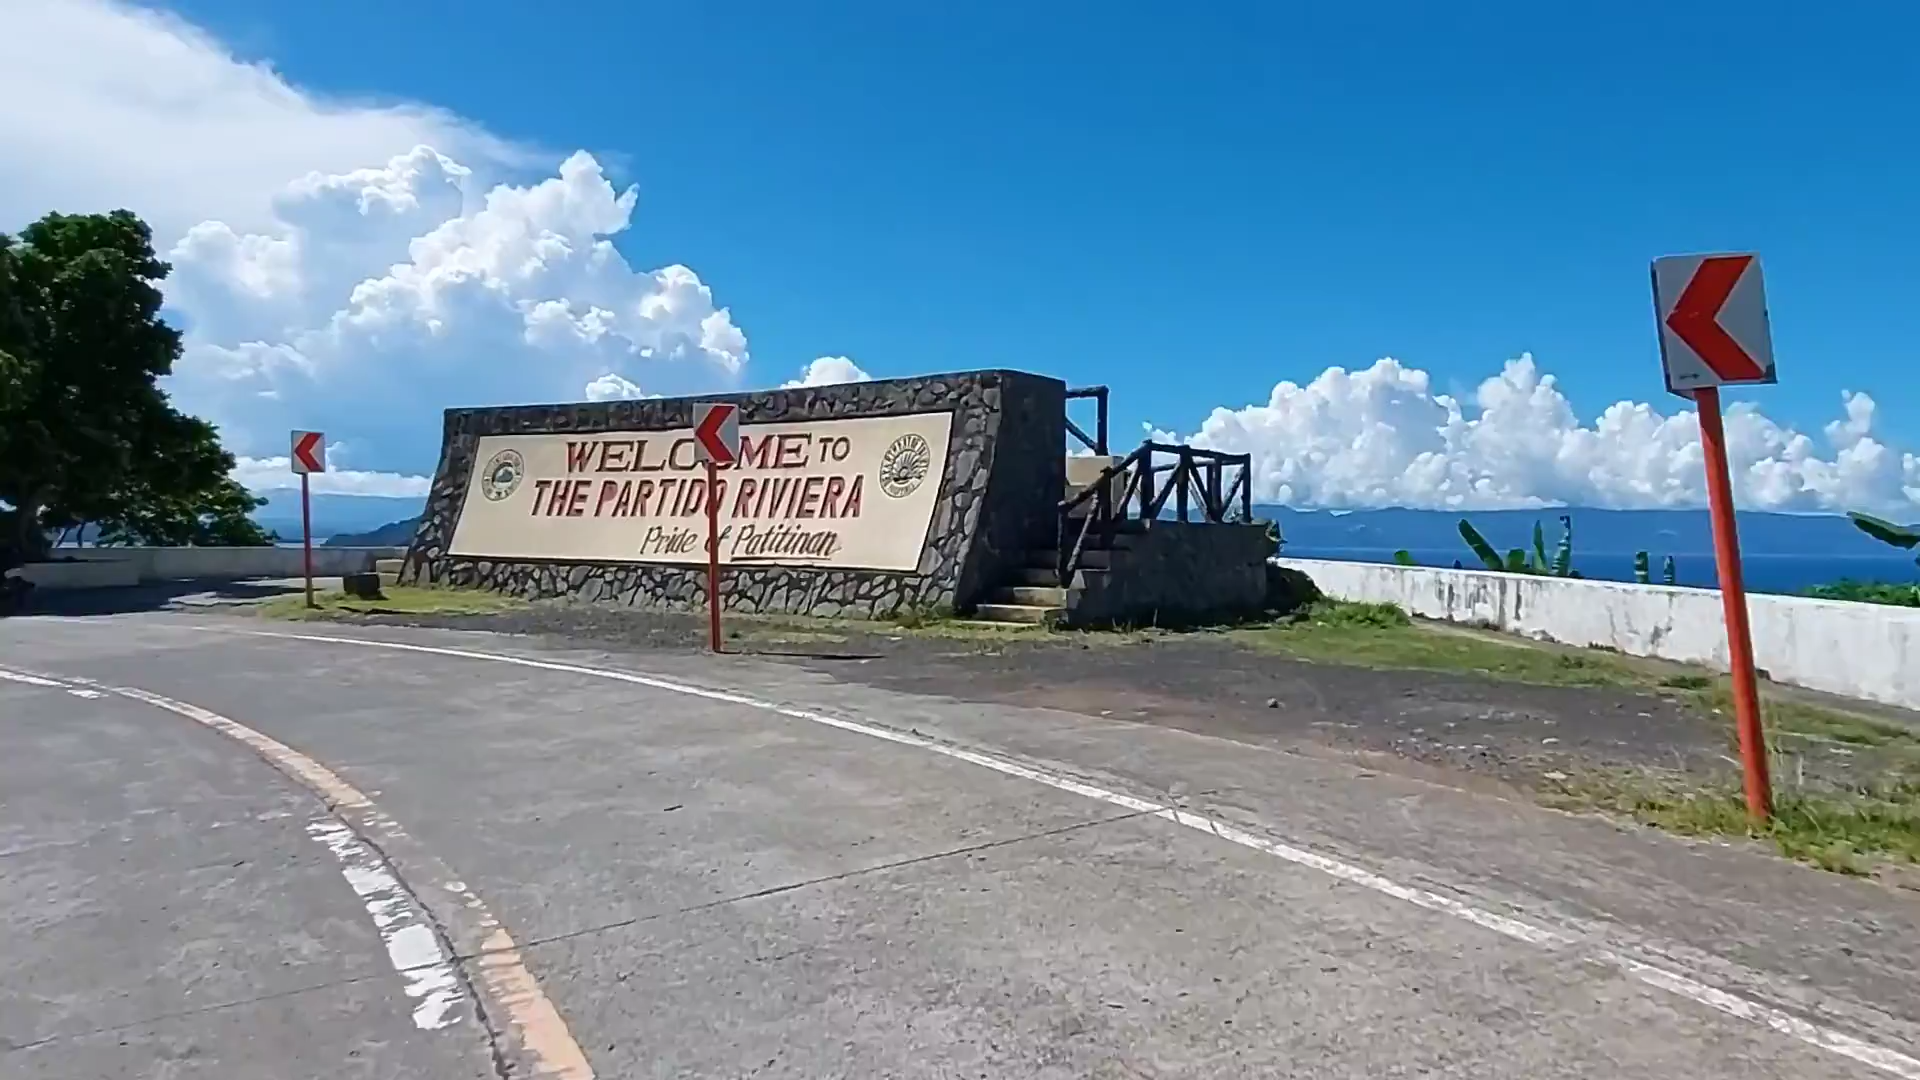 WELCOME TO
THE PARTIDO RIVIERA
Pride of Patitinan